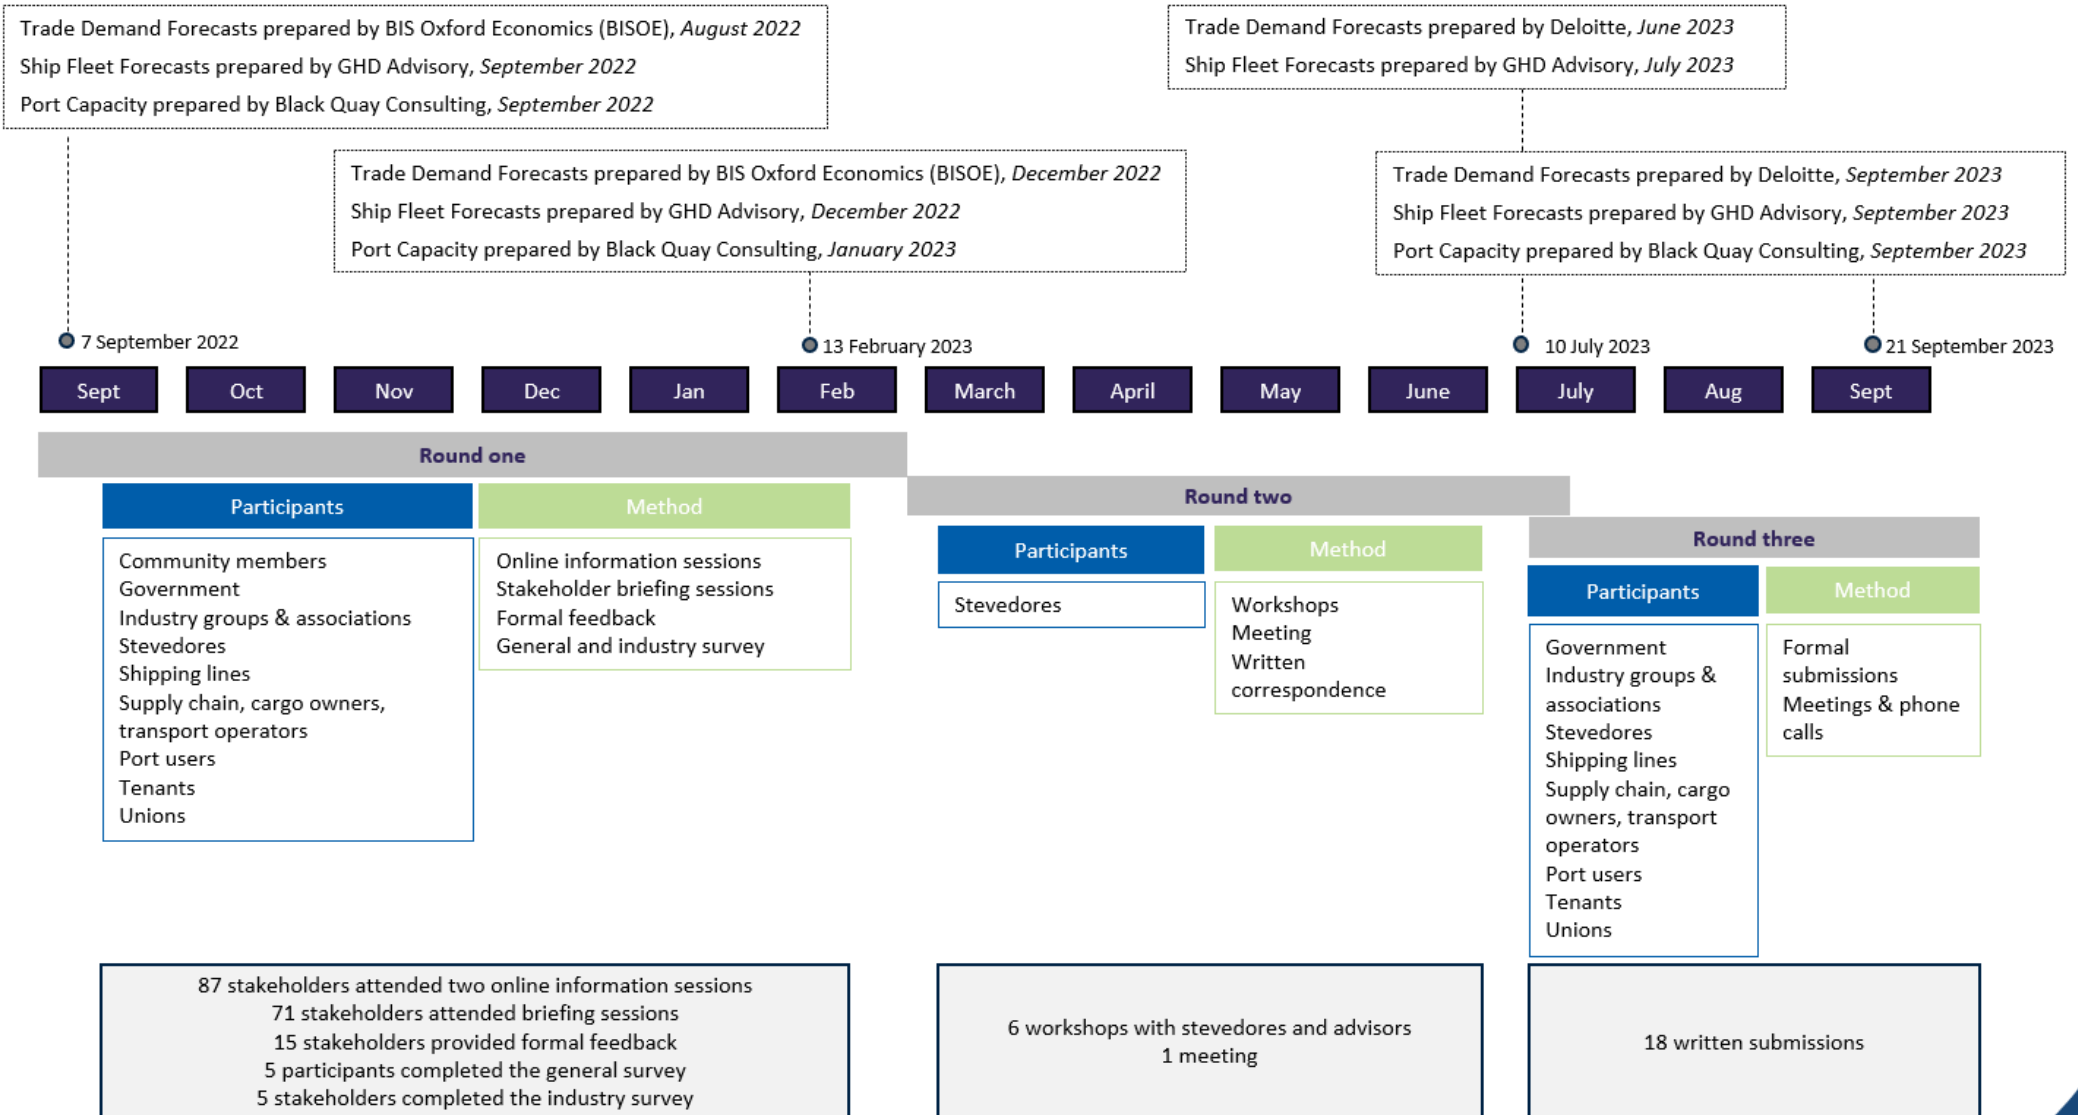 Trade Demand Forecasts prepared by BIS Oxford Economics (BISOE), August 2022
Ship Fleet Forecasts prepared by GHD Advisory, September 2022
Port Capacity prepared by Black Quay Consulting, September 2022
Trade Demand Forecasts prepared by Deloitte, June 2023
Ship Fleet Forecasts prepared by GHD Advisory, July 2023
Trade Demand Forecasts prepared by BIS Oxford Economics (BISOE), December 2022
Ship Fleet Forecasts prepared by GHD Advisory, December 2022
Port Capacity prepared by Black Quay Consulting, January 2023
Trade Demand Forecasts prepared by Deloitte, September 2023
Ship Fleet Forecasts prepared by GHD Advisory, September 2023
Port Capacity prepared by Black Quay Consulting, September 2023
7 September 2022
13 February 2023
10 July 2023
21 September 2023
Sept
Oct
Nov
Dec
Jan
Feb
March
April
May
June
July
Aug
Sept
Round one
Participants
Method
Community members
Government
Industry groups & associations
Stevedores
Shipping lines
Supply chain, cargo owners,
transport operators
Port users
Tenants
Unions
Online information sessions
Stakeholder briefing sessions
Formal feedback
General and industry survey
Round two
Participants
Method
Stevedores
Workshops
Meeting
Written
correspondence
Round three
Participants
Method
Government
Industry groups &
associations
Stevedores
Shipping lines
Supply chain, cargo
owners, transport
operators
Port users
Tenants
Unions
Formal
submissions
Meetings & phone
calls
87 stakeholders attended two online information sessions
71 stakeholders attended briefing sessions
15 stakeholders provided formal feedback
5 participants completed the general survey
5 stakeholders completed the industry survey
6 workshops with stevedores and advisors
1 meeting
18 written submissions